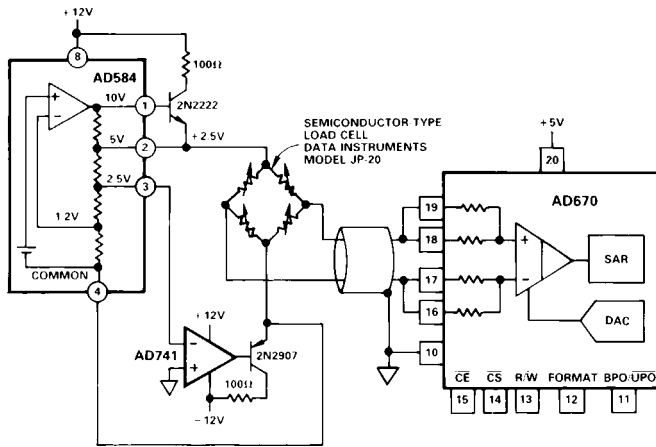 +12V
8
AD584
100Ω
10V
1
2N2222
5V
2
+2.5V
2.5V
3
1.2V
COMMON
4
SEMICONDUCTOR-TYPE
LOAD CELL
DATA INSTRUMENTS
MODEL JP-20
+12V
AD741
2N2907
100Ω
-12V
+5V
20
AD670
19
18
17
16
10
SAR
DAC
CE CS R/W FORMAT BPO/UPO
15 14 13 12 11